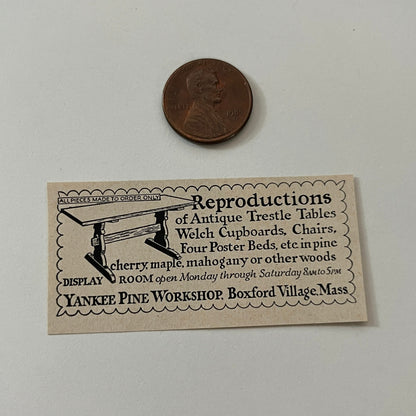 ALL PIECES MADE TO ORDER ONLY
Reproductions
of Antique Trestle Tables
Welch Cupboards, Chairs,
Four Poster Beds, etc. in pine
cherry, maple, mahogany or other woods
DISPLAY ROOM open Monday through Saturday 8AM to 5PM
YANKEE PINE WORKSHOP, Boxford Village, Mass